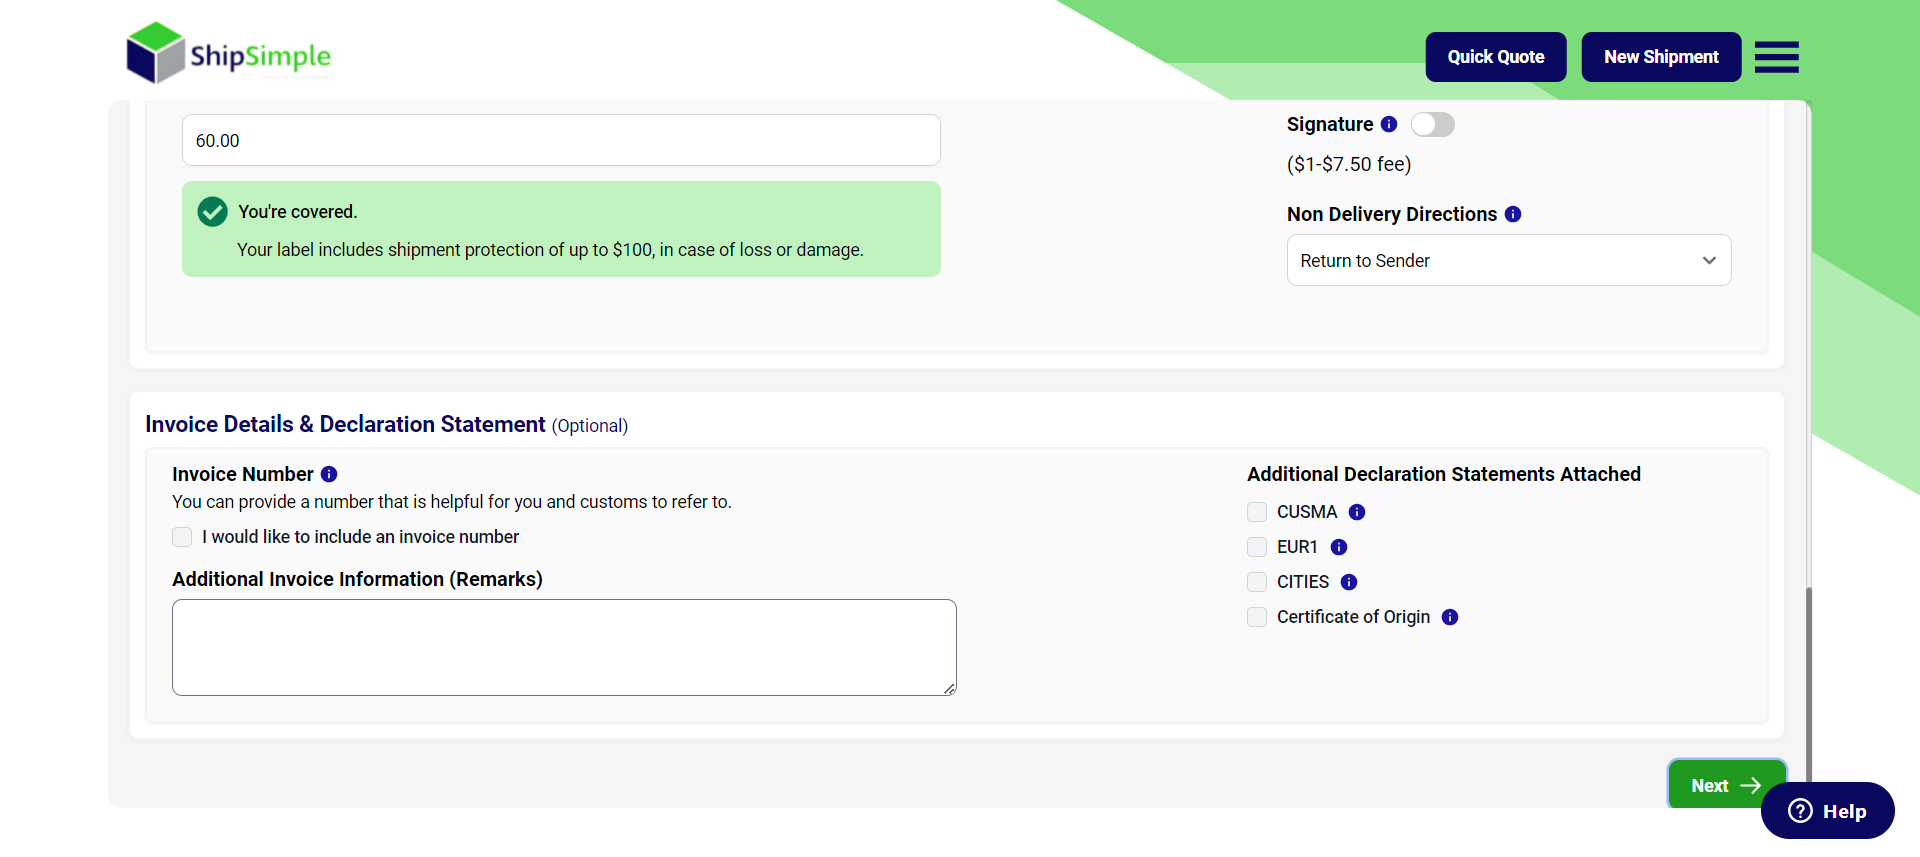 ShipSimple
Quick Quote
New Shipment
60.00
You're covered.
Your label includes shipment protection of up to $100, in case of loss or damage.
Signature
($1-$7.50 fee)
Non Delivery Directions
Return to Sender
Invoice Details & Declaration Statement (Optional)
Invoice Number
You can provide a number that is helpful for you and customs to refer to.
I would like to include an invoice number
Additional Invoice Information (Remarks)
Additional Declaration Statements Attached
CUSMA
EUR1
CITIES
Certificate of Origin
Next
Help